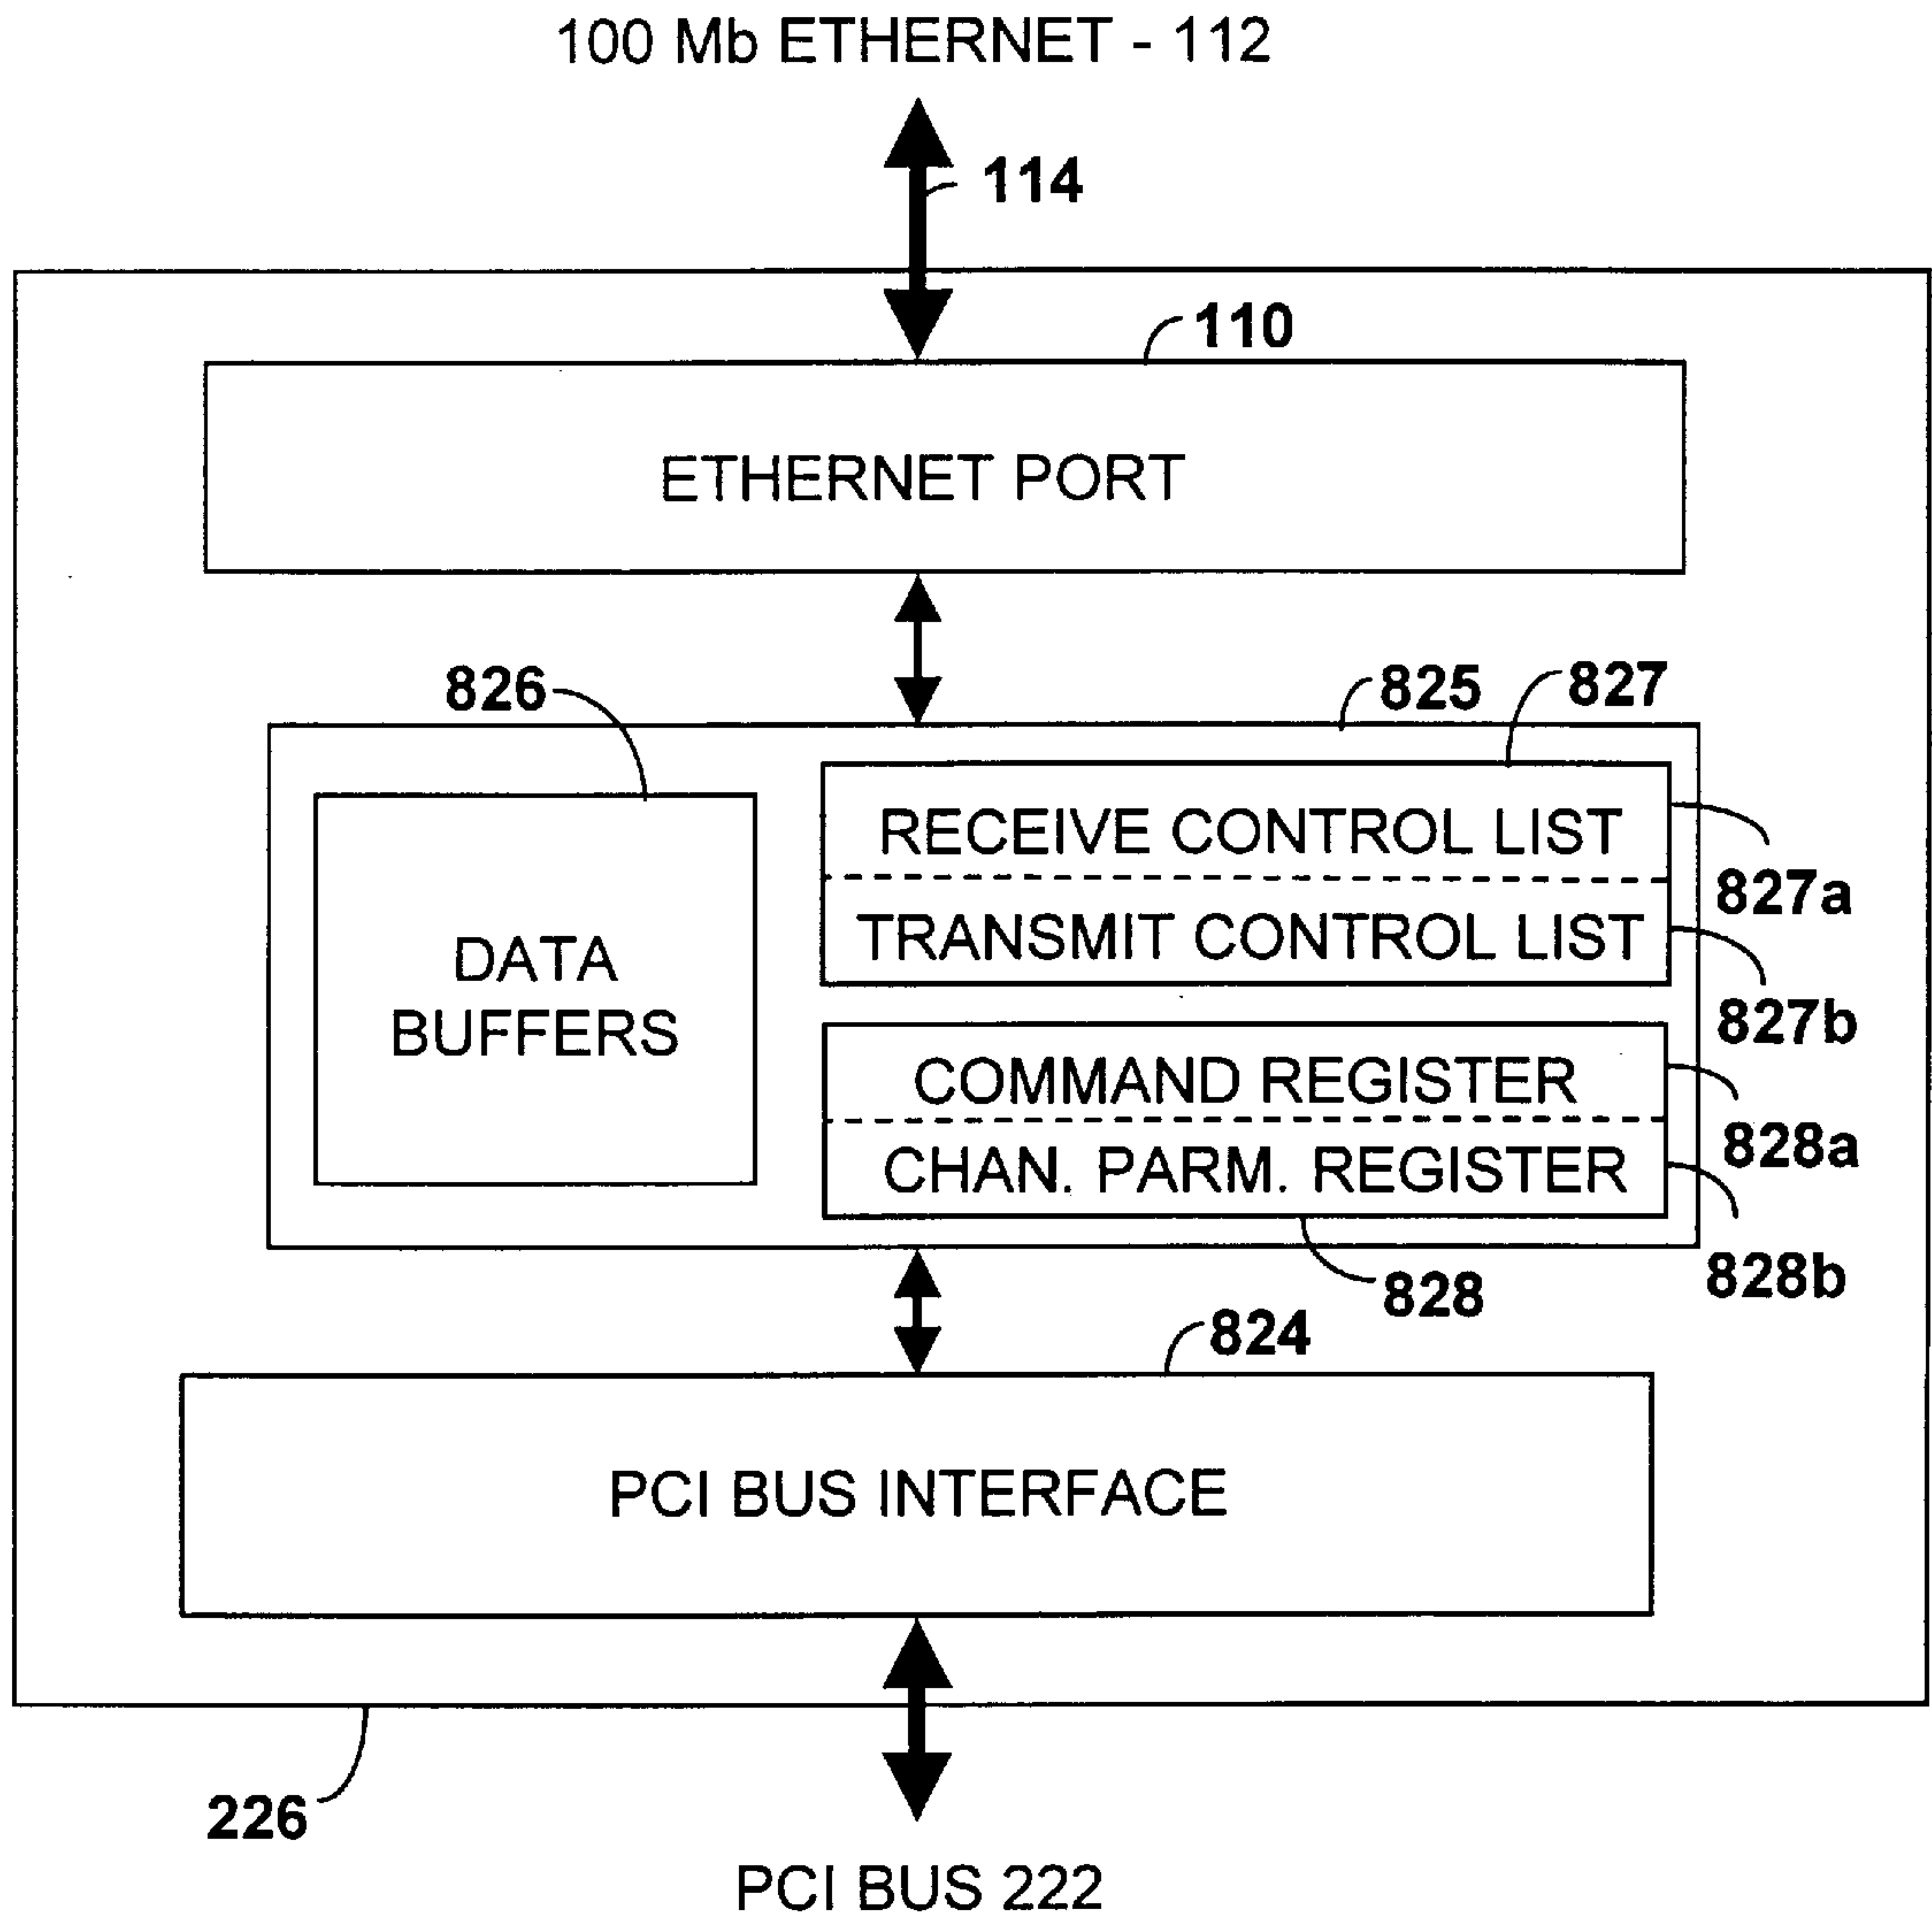 100 Mb ETHERNET - 112
114
110
ETHERNET PORT
826
825
827
RECEIVE CONTROL LIST
827a
TRANSMIT CONTROL LIST
827b
DATA
BUFFERS
COMMAND REGISTER
828a
CHAN. PARM. REGISTER
828b
828
824
PCI BUS INTERFACE
226
PCI BUS 222